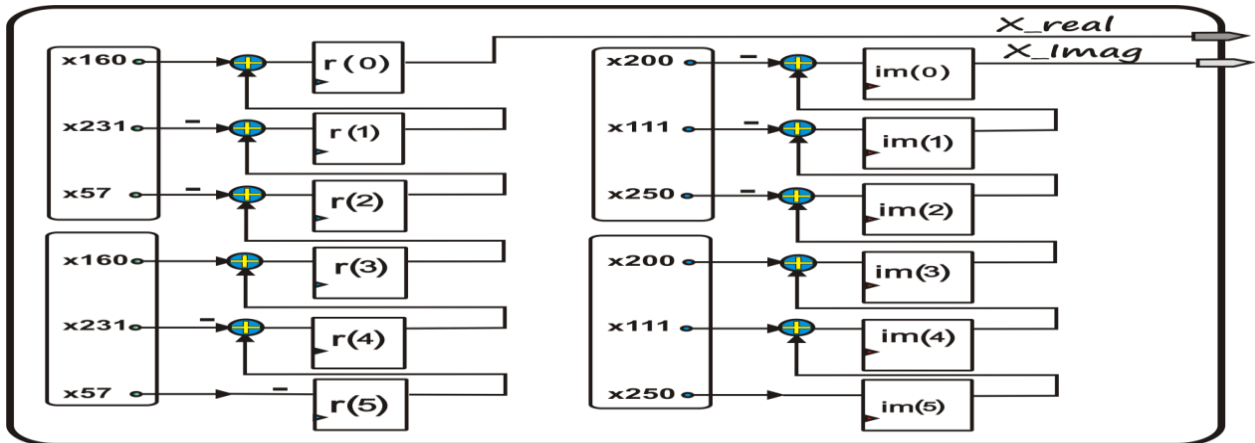 X_real
X_Imag
x160 r(0)
x231 - r(1)
x57 - r(2)
x160 r(3)
x231 - r(4)
x57 - r(5)
x200 - im(0)
x111 - im(1)
x250 - im(2)
x200 im(3)
x111 im(4)
x250 im(5)